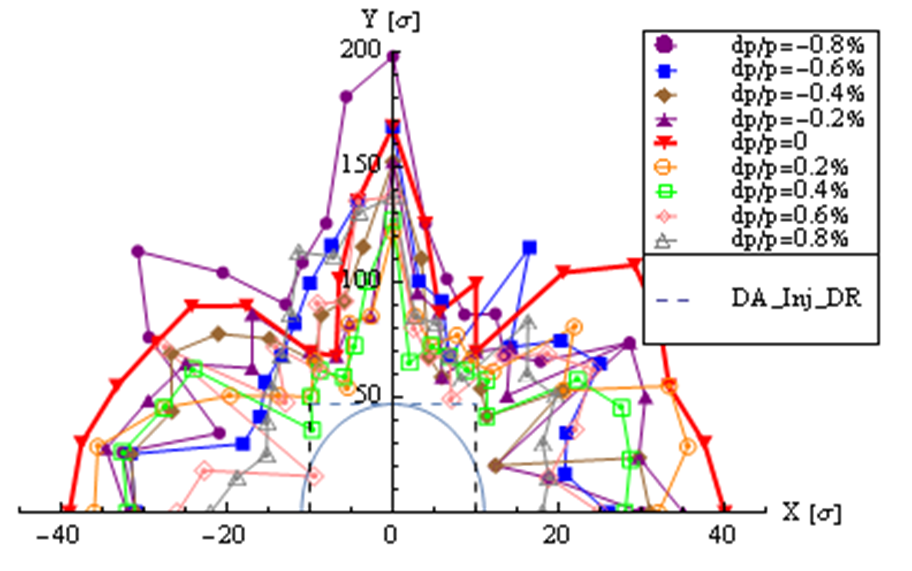 Y [σ]
200
150
100
50
−40
−20
0
20
40
X [σ]
dp/p=−0.8%
dp/p=−0.6%
dp/p=−0.4%
dp/p=−0.2%
dp/p=0
dp/p=0.2%
dp/p=0.4%
dp/p=0.6%
dp/p=0.8%
DA_Inj_DR